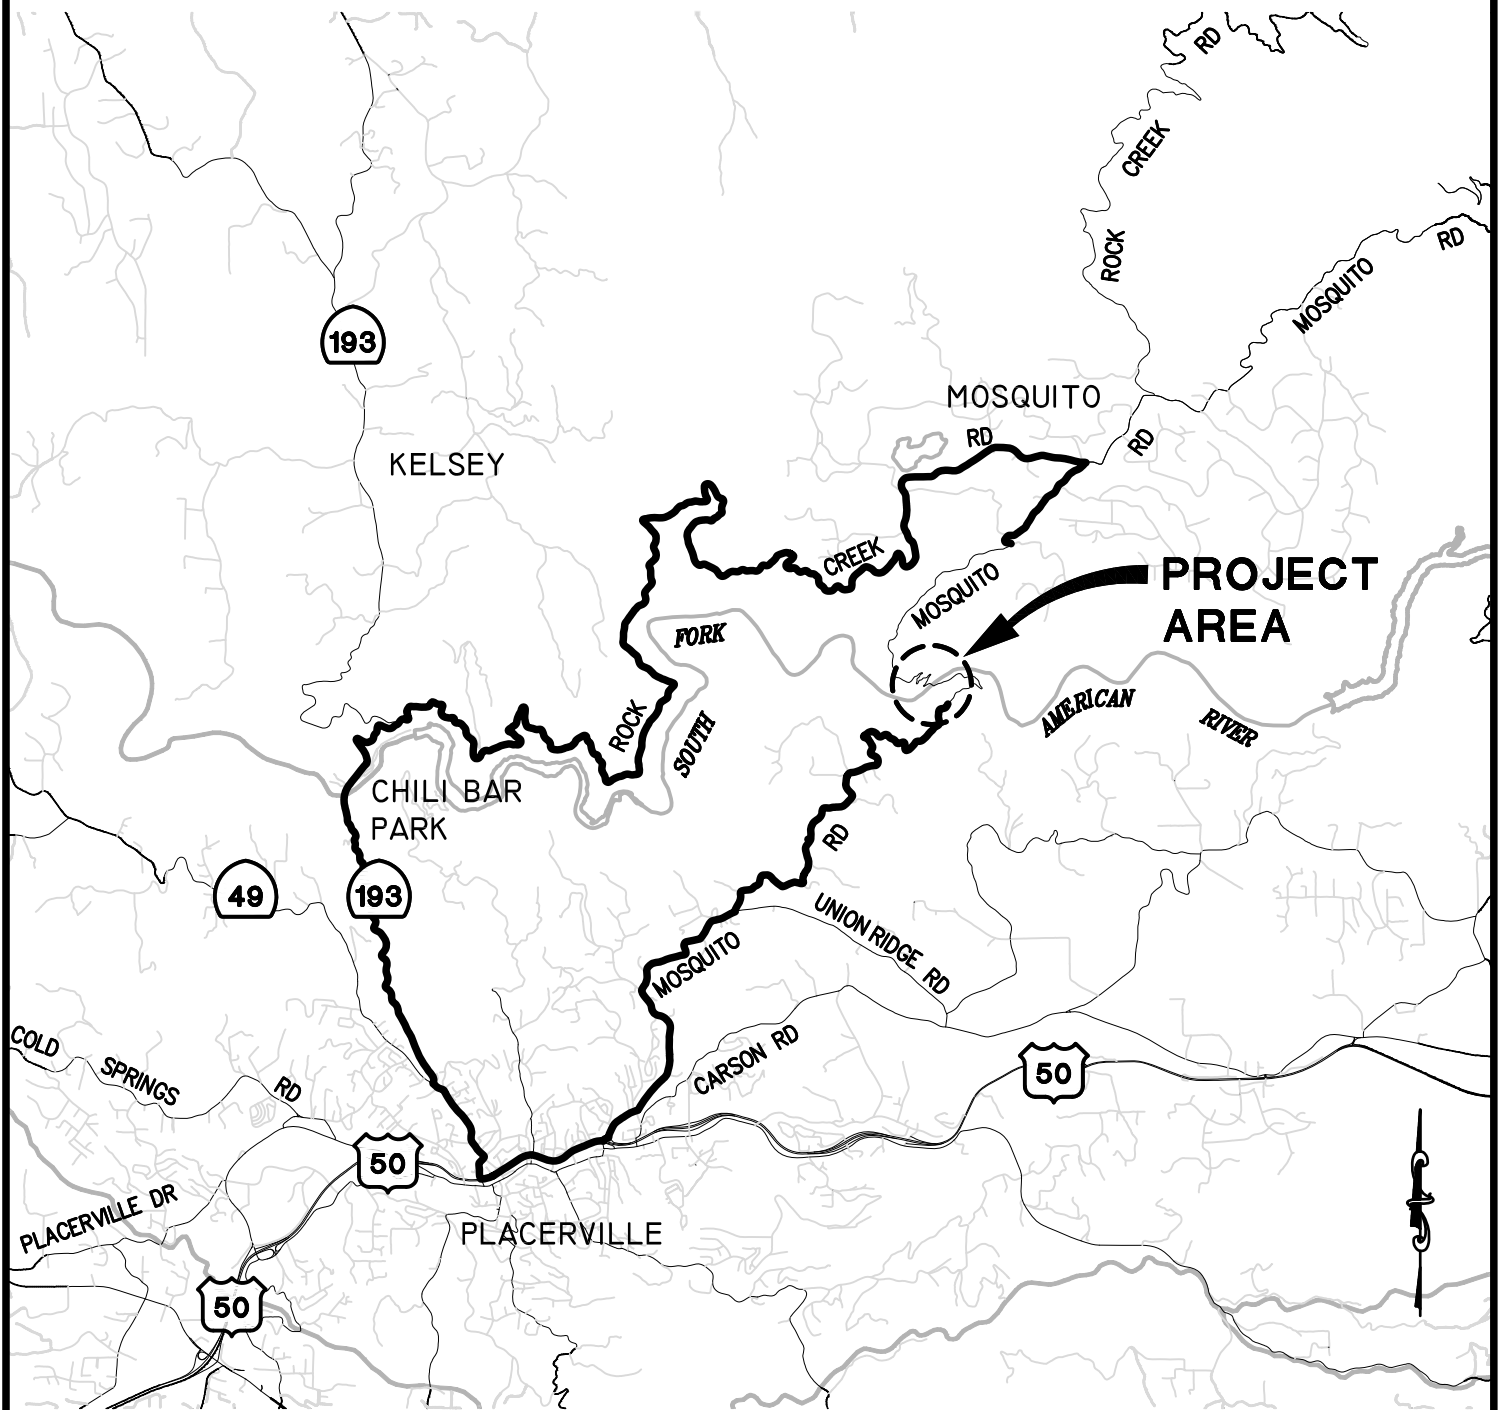 RD
CREEK
ROCK
RD
MOSQUITO
193
MOSQUITO
RD
RD
KELSEY
CREEK
MOSQUITO
PROJECT
AREA
FORK
ROCK
SOUTH
AMERICAN
RIVER
CHILI BAR
PARK
RD
49
193
UNION RIDGE RD
MOSQUITO
COLD
SPRINGS
RD
CARSON RD
50
50
PLACERVILLE DR
PLACERVILLE
50